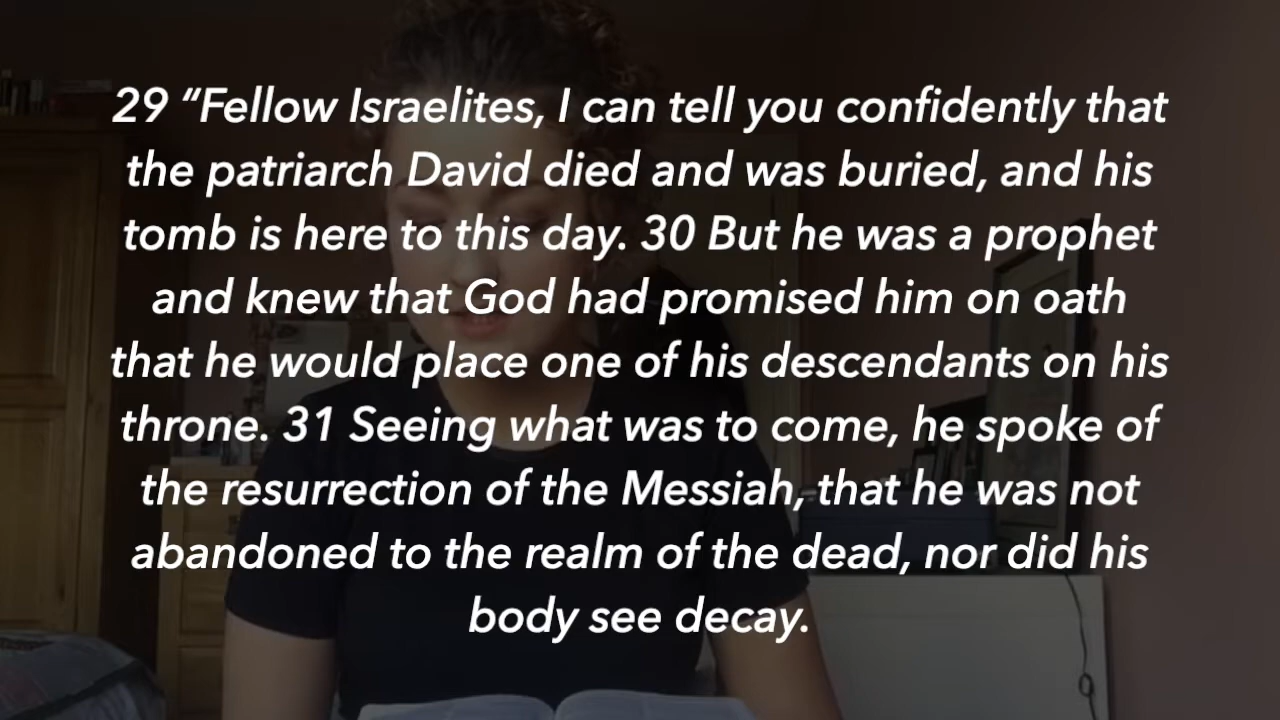 29 “Fellow Israelites, I can tell you confidently that
the patriarch David died and was buried, and his
tomb is here to this day. 30 But he was a prophet
and knew that God had promised him on oath
that he would place one of his descendants on his
throne. 31 Seeing what was to come, he spoke of
the resurrection of the Messiah, that he was not
abandoned to the realm of the dead, nor did his
body see decay.